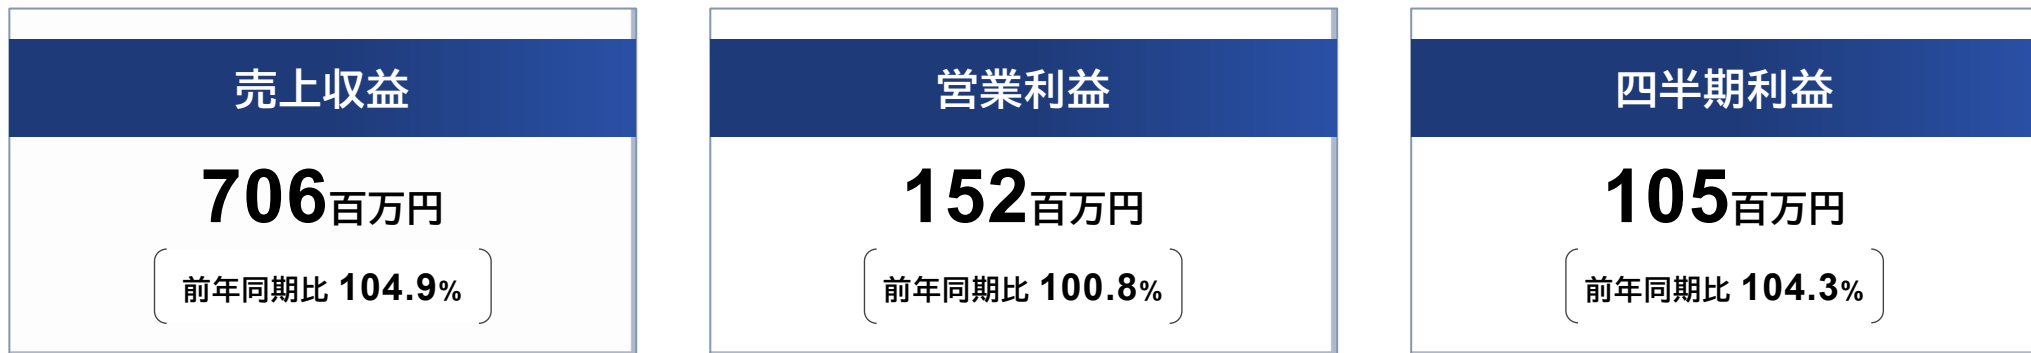 売上収益
706百万円
前年同期比 104.9%
営業利益
152百万円
前年同期比 100.8%
四半期利益
105百万円
前年同期比 104.3%